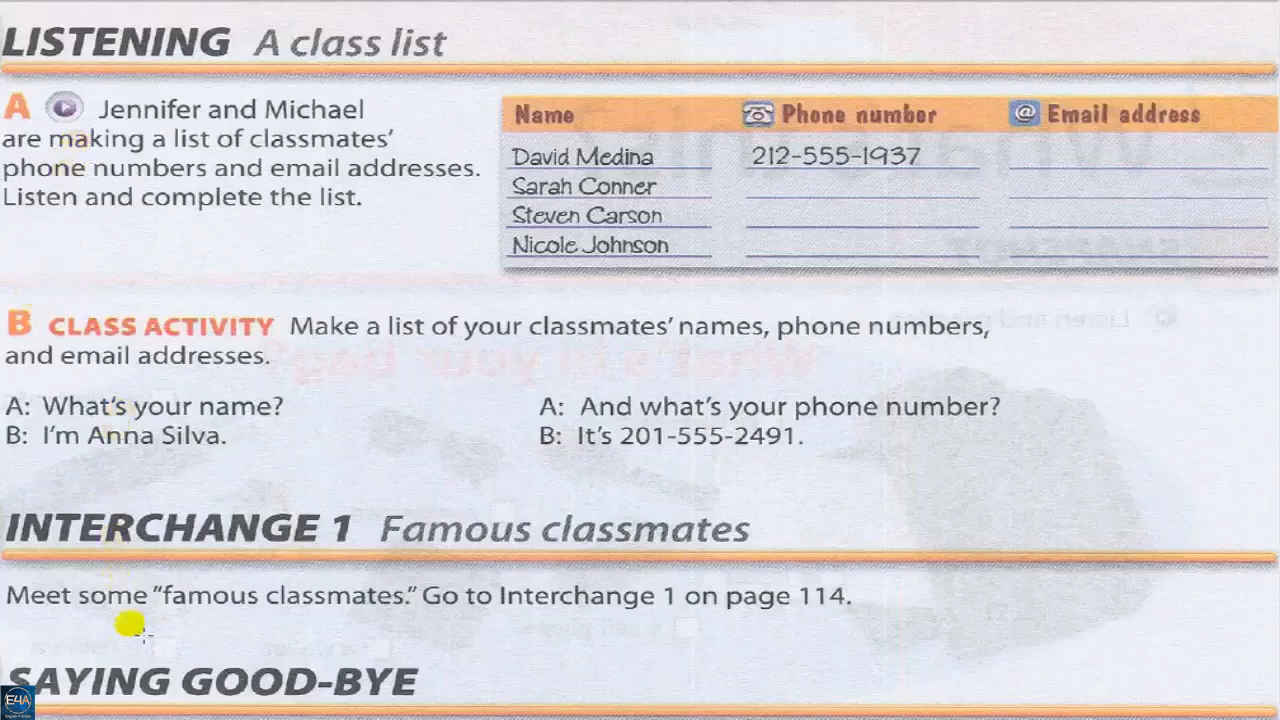 LISTENING A class list
A Jennifer and Michael
are making a list of classmates'
phone numbers and email addresses.
Listen and complete the list.
Name Phone number @ Email address
David Medina 212-555-1937
Sarah Conner
Steven Carson
Nicole Johnson
B CLASS ACTIVITY Make a list of your classmates' names, phone numbers,
and email addresses.
A: What's your name?
B: I'm Anna Silva.
A: And what's your phone number?
B: It's 201-555-2491.
INTERCHANGE 1 Famous classmates
Meet some "famous classmates." Go to Interchange 1 on page 114.
SAYING GOOD-BYE
E4A